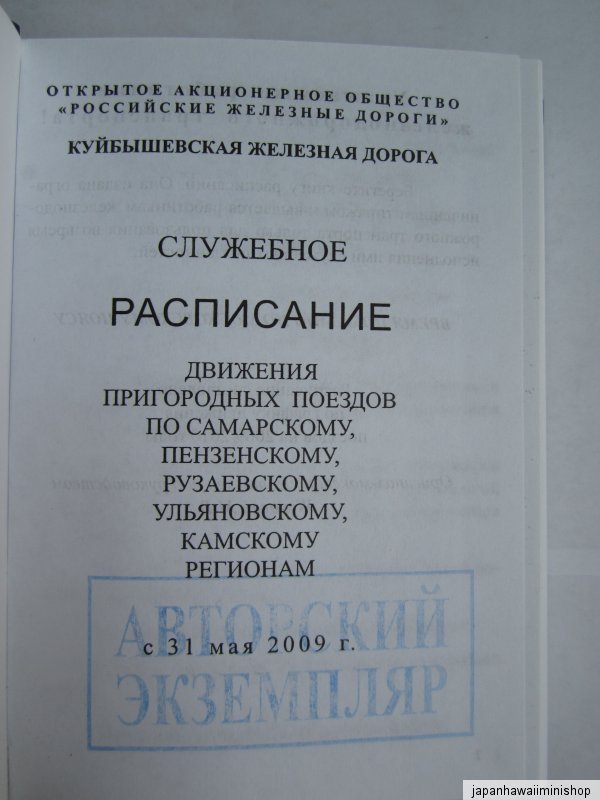 ОТКРЫТОЕ АКЦИОНЕРНОЕ ОБЩЕСТВО
«РОССИЙСКИЕ ЖЕЛЕЗНЫЕ ДОРОГИ»
КУЙБЫШЕВСКАЯ ЖЕЛЕЗНАЯ ДОРОГА
СЛУЖЕБНОЕ
РАСПИСАНИЕ
ДВИЖЕНИЯ
ПРИГОРОДНЫХ ПОЕЗДОВ
ПО САМАРСКОМУ,
ПЕНЗЕНСКОМУ,
РУЗАЕВСКОМУ,
УЛЬЯНОВСКОМУ,
КАМСКОМУ
РЕГИОНАМ
АВТОРСКИЙ
с 31 мая 2009 г.
ЭКЗЕМПЛЯР
japanhawaiiminishop